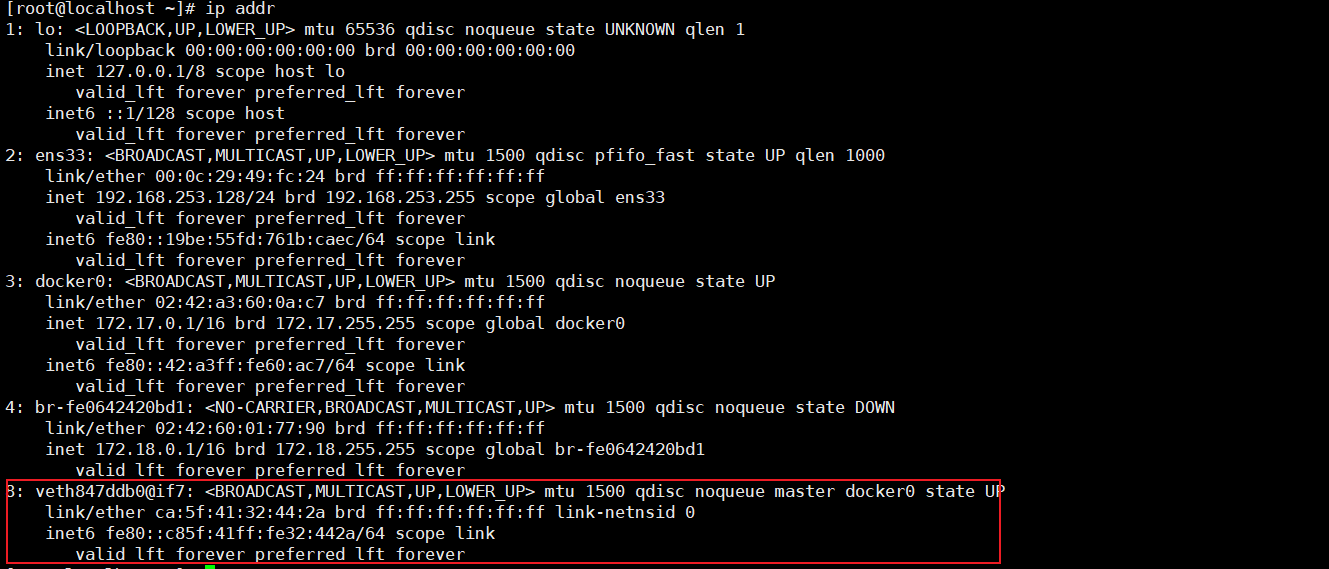 [root@localhost ~]# ip addr
1: lo: <LOOPBACK,UP,LOWER_UP> mtu 65536 qdisc noqueue state UNKNOWN qlen 1
    link/loopback 00:00:00:00:00:00 brd 00:00:00:00:00:00
    inet 127.0.0.1/8 scope host lo
       valid_lft forever preferred_lft forever
    inet6 ::1/128 scope host
       valid_lft forever preferred_lft forever
2: ens33: <BROADCAST,MULTICAST,UP,LOWER_UP> mtu 1500 qdisc pfifo_fast state UP qlen 1000
    link/ether 00:0c:29:49:fc:24 brd ff:ff:ff:ff:ff:ff
    inet 192.168.253.128/24 brd 192.168.253.255 scope global ens33
       valid_lft forever preferred_lft forever
    inet6 fe80::19be:55fd:761b:caec/64 scope link
       valid_lft forever preferred_lft forever
3: docker0: <BROADCAST,MULTICAST,UP,LOWER_UP> mtu 1500 qdisc noqueue state UP
    link/ether 02:42:a3:60:0a:c7 brd ff:ff:ff:ff:ff:ff
    inet 172.17.0.1/16 brd 172.17.255.255 scope global docker0
       valid_lft forever preferred_lft forever
    inet6 fe80::42:a3ff:fe60:ac7/64 scope link
       valid_lft forever preferred_lft forever
4: br-fe0642420bd1: <NO-CARRIER,BROADCAST,MULTICAST,UP> mtu 1500 qdisc noqueue state DOWN
    link/ether 02:42:60:01:77:90 brd ff:ff:ff:ff:ff:ff
    inet 172.18.0.1/16 brd 172.18.255.255 scope global br-fe0642420bd1
       valid_lft forever preferred_lft forever
8: veth847ddb0@if7: <BROADCAST,MULTICAST,UP,LOWER_UP> mtu 1500 qdisc noqueue master docker0 state UP
    link/ether ca:5f:41:32:44:2a brd ff:ff:ff:ff:ff:ff link-netnsid 0
    inet6 fe80::c85f:41ff:fe32:442a/64 scope link
       valid_lft forever preferred_lft forever